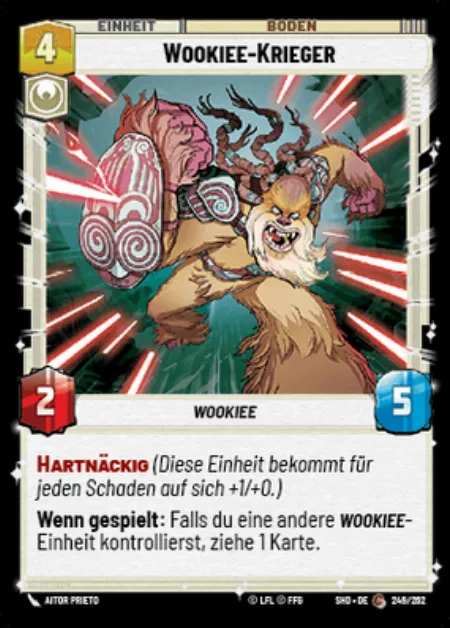 EINHEIT
BODEN
4
WOOKIEE-KRIEGER
2
WOOKIEE
5
HARTNÄCKIG (Diese Einheit bekommt für
jeden Schaden auf sich +1/+0.)
Wenn gespielt: Falls du eine andere WOOKIEE-
Einheit kontrollierst, ziehe 1 Karte.
AITOR PRIETO
© LFL © FFG
SHD • DE
C
246/262